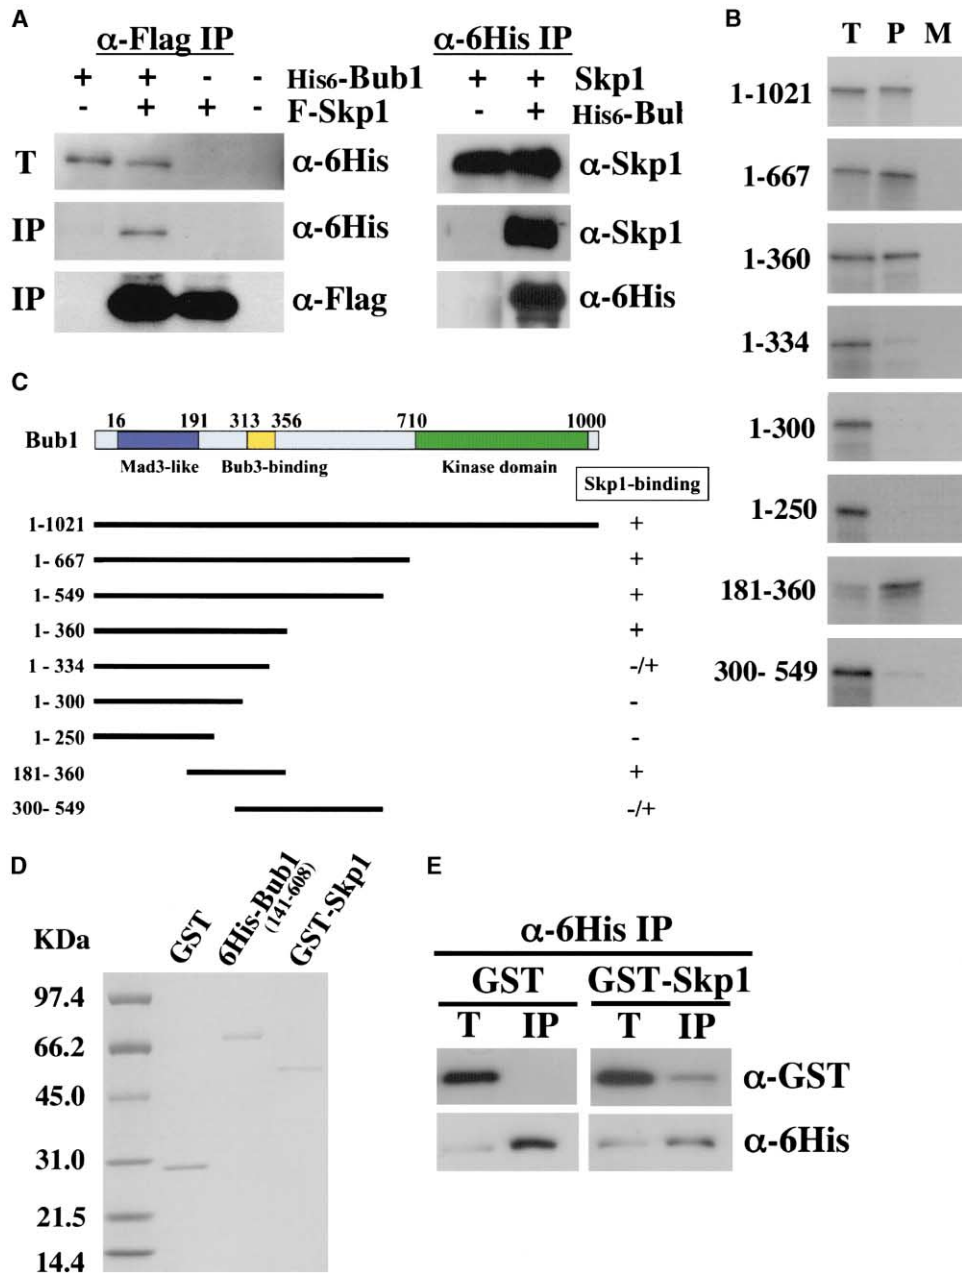 A
α-Flag IP
+ + - - His6-Bub1
- + + - F-Skp1
T α-6His
IP α-6His
IP α-Flag
α-6His IP
+ + Skp1
- + His6-Bub
α-Skp1
α-Skp1
α-6His
B
T P M
1-1021
1-667
1-360
1-334
1-300
1-250
181-360
300- 549
C
16 191 313 356 710 1000
Bub1
Mad3-like Bub3-binding Kinase domain
Skp1-binding
1-1021 +
1- 667 +
1- 549 +
1- 360 +
1 - 334 -/+
1- 300 -
1- 250 -
181- 360 +
300- 549 -/+
D
KDa GST 6His-Bub1 (141-608) GST-Skp1
97.4
66.2
45.0
31.0
21.5
14.4
E
α-6His IP
GST GST-Skp1
T IP T IP
α-GST
α-6His